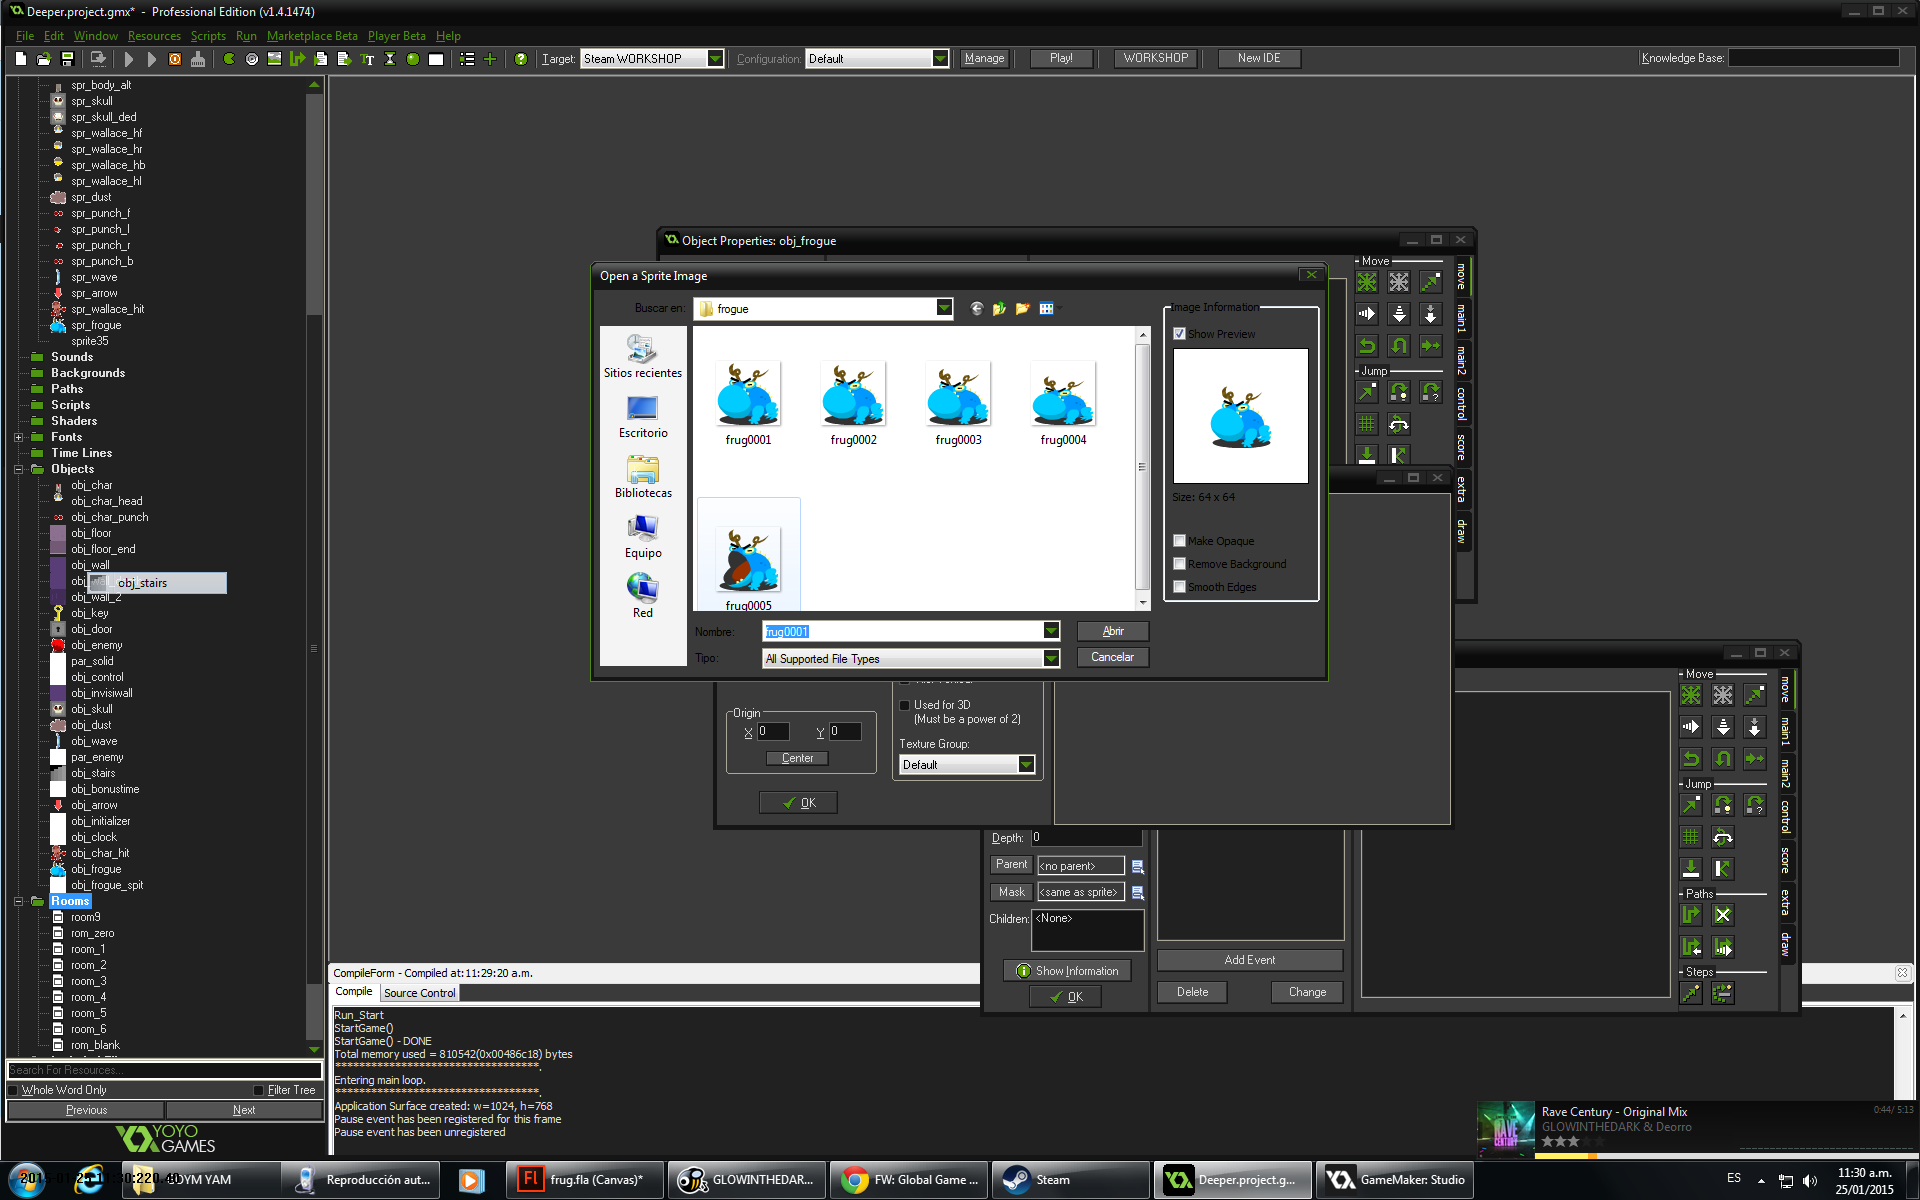 Deeper.project.gmx* - Professional Edition (v1.4.1474)
File Edit Window Resources Scripts Run Marketplace Beta Player Beta Help
Target: Steam WORKSHOP Configuration: Default Manage Play! WORKSHOP New IDE Knowledge Base:
spr_body_alt
spr_skull
spr_skull_ded
spr_wallace_hf
spr_wallace_hr
spr_wallace_hb
spr_wallace_hl
spr_dust
spr_punch_f
spr_punch_l
spr_punch_r
spr_punch_b
spr_wave
spr_arrow
spr_wallace_hit
spr_frogue
sprite35
Sounds
Backgrounds
Paths
Scripts
Shaders
Fonts
Time Lines
Objects
obj_char
obj_char_head
obj_char_punch
obj_floor
obj_floor_end
obj_wall
obj_stairs
obj_wall_2
obj_key
obj_door
obj_enemy
par_solid
obj_control
obj_invisiwall
obj_skull
obj_dust
obj_wave
par_enemy
obj_stairs
obj_bonustime
obj_arrow
obj_initializer
obj_clock
obj_char_hit
obj_frogue
obj_frogue_spit
Rooms
room9
rom_zero
room_1
room_2
room_3
room_4
room_5
room_6
rom_blank
Search For Resources...
Whole Word Only Filter Tree
Previous Next
YOYO GAMES
Object Properties: obj_frogue
Open a Sprite Image
Buscar en: frogue
Sitios recientes
Escritorio
Bibliotecas
Equipo
Red
frug0001 frug0002 frug0003 frug0004
frug0005
Nombre: frug0001 Abrir
Tipo: All Supported File Types Cancelar
Image Information
Show Preview
Size: 64 x 64
Make Opaque
Remove Background
Smooth Edges
Move
Jump
move
main1
main2
control
score
extra
draw
Origin
X 0 Y 0
Center
OK
Used for 3D
(Must be a power of 2)
Texture Group:
Default
Depth: 0
Parent <no parent>
Mask <same as sprite>
Children: <None>
Show Information
OK
Add Event
Delete Change
Move
Jump
Paths
Steps
move
main1
main2
control
score
extra
draw
CompileForm - Compiled at: 11:29:20 a.m.
Compile Source Control
Run_Start
StartGame()
StartGame() - DONE
Total memory used = 810542(0x00486c18) bytes
Entering main loop.
Application Surface created: w=1024, h=768
Pause event has been registered for this frame
Pause event has been unregistered
Rave Century - Original Mix 0:44/ 5:13
GLOWINTHEDARK & Deorro
YAM
Reproducción aut...
frug.fla (Canvas)*
GLOWINTHEDAR...
FW: Global Game ...
Steam
Deeper.project.g...
GameMaker: Studio
ES
11:30 a.m.
25/01/2015